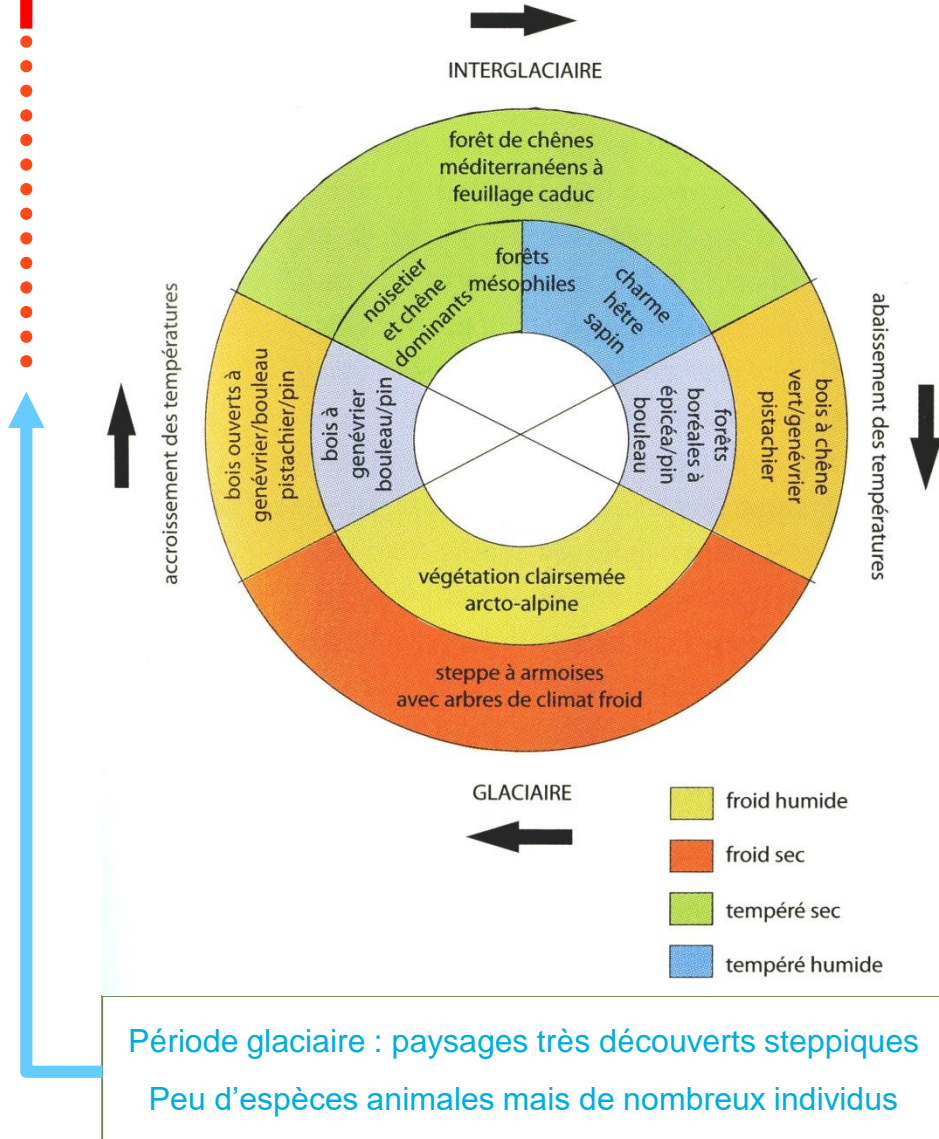 INTERGLACIAIRE
forêt de chênes
méditerranéens à
feuillage caduc
forêts
mésophiles
noisetier
et chêne
dominants
charme
hêtre
sapin
accroissement des températures
bois ouverts à
genévrier/bouleau
pistachier/pin
bois à
genévrier
bouleau/pin
forêts
boréales à
épicéa/pin
bouleau
bois à chêne
vert/genévrier
pistachier
abaissement des températures
végétation clairsemée
arcto-alpine
steppe à armoises
avec arbres de climat froid
GLACIAIRE
froid humide
froid sec
tempéré sec
tempéré humide
Période glaciaire : paysages très découverts steppiques
Peu d’espèces animales mais de nombreux individus